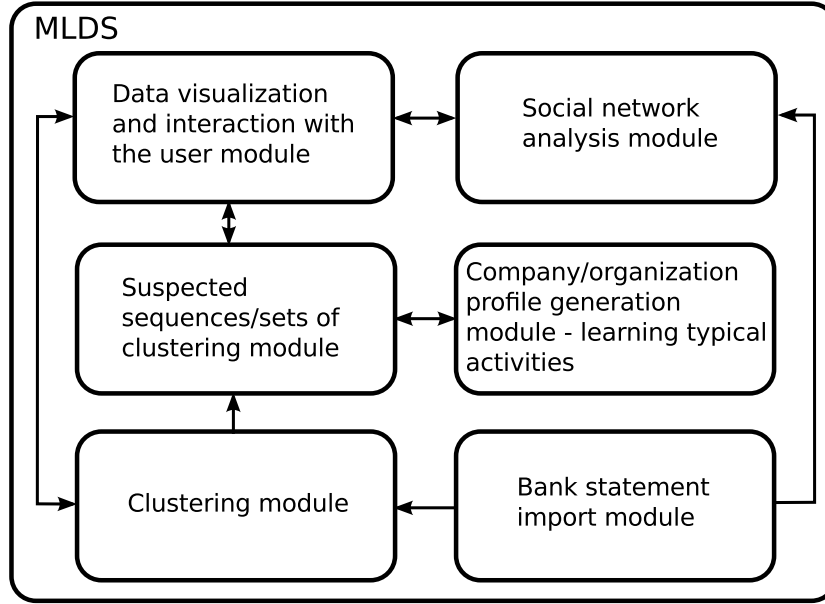 MLDS
Data visualization
and interaction with
the user module
Social network
analysis module
Suspected
sequences/sets of
clustering module
Company/organization
profile generation
module - learning typical
activities
Clustering module
Bank statement
import module